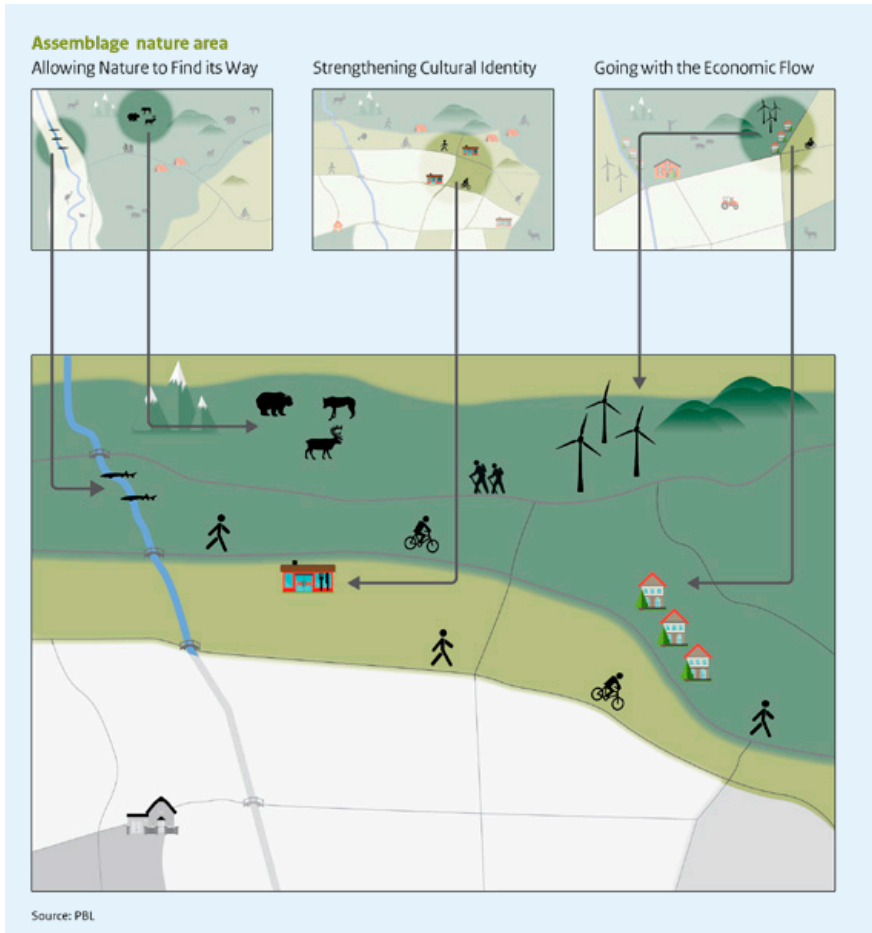 Assemblage nature area
Allowing Nature to Find its Way
Strengthening Cultural Identity
Going with the Economic Flow
Source: PBL